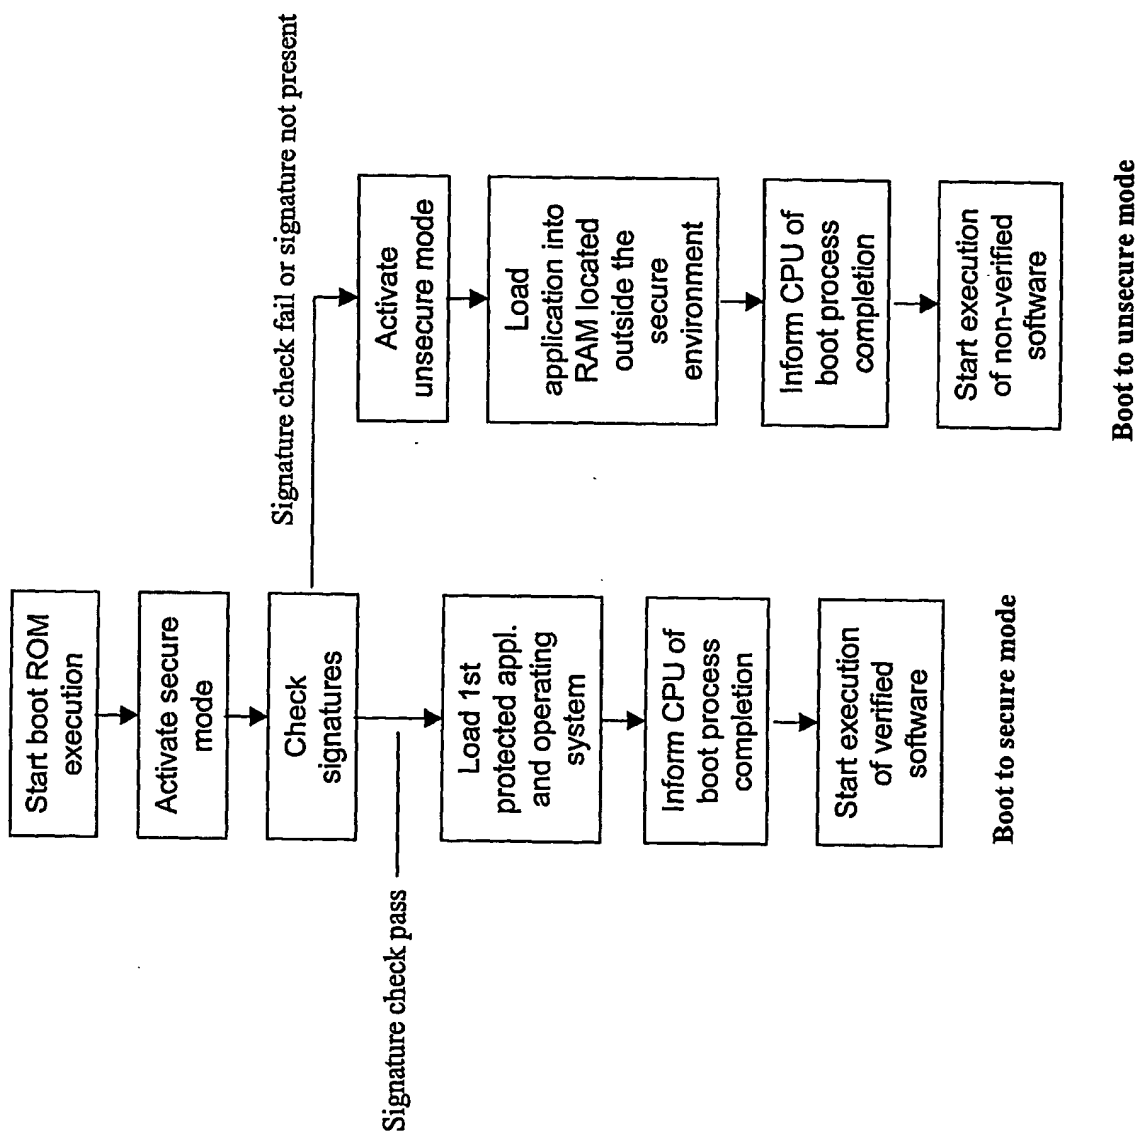 Start boot ROM
execution
Activate secure
mode
Check
signatures
Signature check pass
Load 1st
protected appl.
and operating
system
Inform CPU of
boot process
completion
Start execution
of verified
software
Boot to secure mode
Signature check fail or signature not present
Activate
unsecure mode
Load
application into
RAM located
outside the
secure
environment
Inform CPU of
boot process
completion
Start execution
of non-verified
software
Boot to unsecure mode